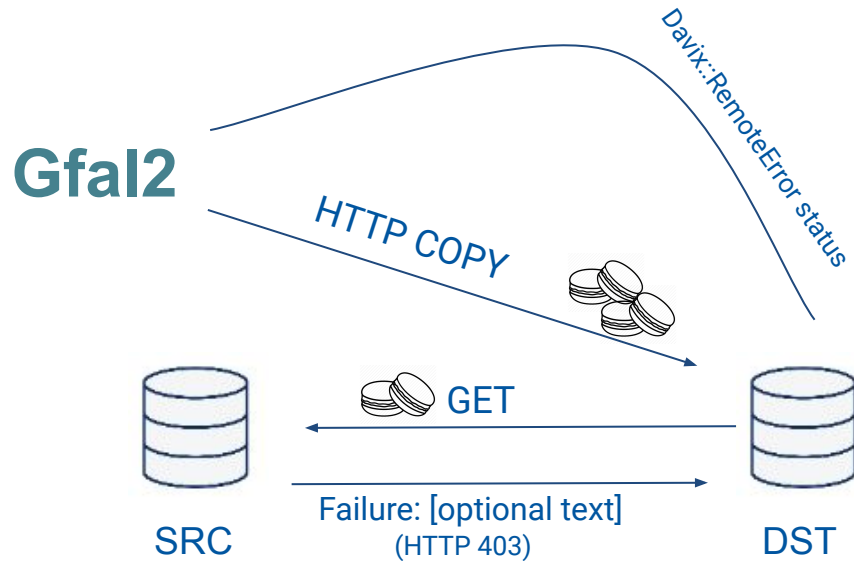 Davix::RemoteError status
Gfal2
HTTP COPY
GET
Failure: [optional text]
(HTTP 403)
SRC
DST